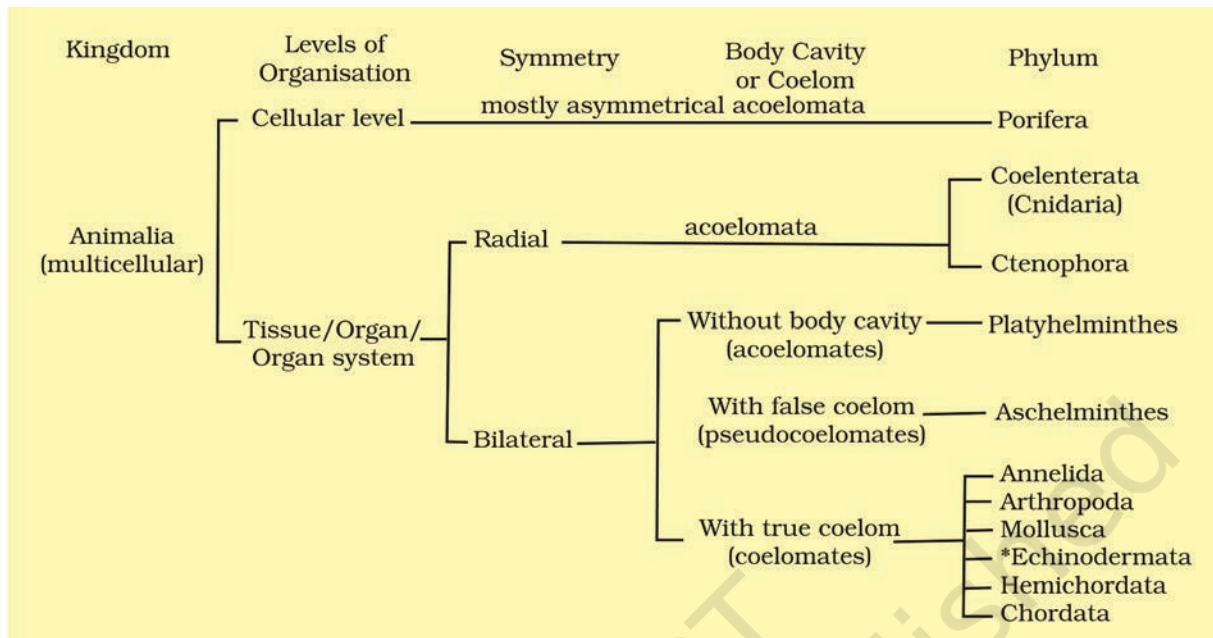 Kingdom
Levels of
Organisation
Symmetry
Body Cavity
or Coelom
Phylum
Cellular level
mostly asymmetrical acoelomata
Porifera
Animalia
(multicellular)
Tissue/Organ/
Organ system
Radial
acoelomata
Coelenterata
(Cnidaria)
Ctenophora
Bilateral
Without body cavity
(acoelomates)
Platyhelminthes
With false coelom
(pseudocoelomates)
Aschelminthes
With true coelom
(coelomates)
Annelida
Arthropoda
Mollusca
*Echinodermata
Hemichordata
Chordata